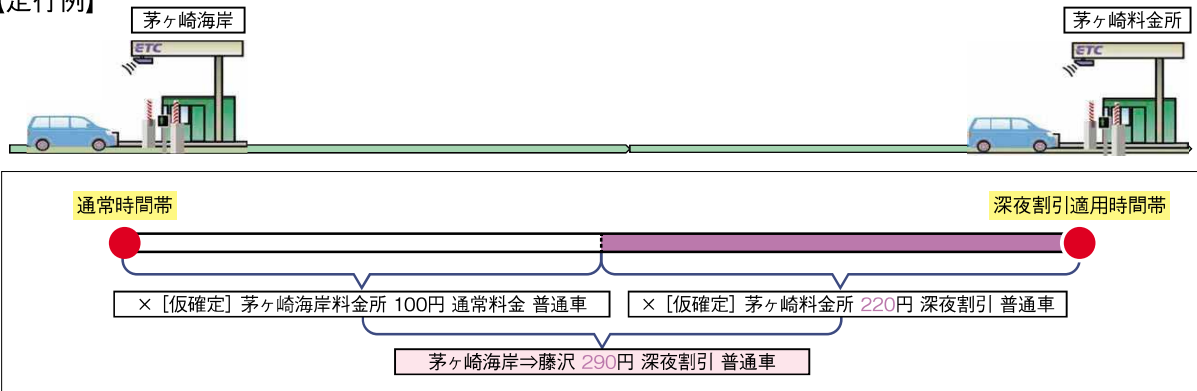 【走行例】
茅ヶ崎海岸
茅ヶ崎料金所
ETC
ETC
通常時間帯
深夜割引適用時間帯
× [仮確定] 茅ヶ崎海岸料金所 100円 通常料金 普通車
× [仮確定] 茅ヶ崎料金所 220円 深夜割引 普通車
茅ヶ崎海岸⇒藤沢 290円 深夜割引 普通車